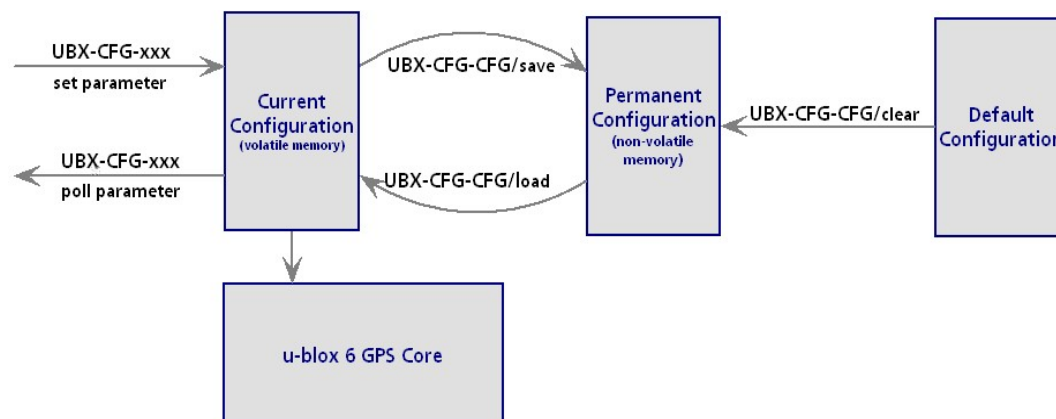 UBX-CFG-xxx
set parameter
UBX-CFG-xxx
poll parameter
Current
Configuration
(volatile memory)
UBX-CFG-CFG/save
UBX-CFG-CFG/load
Permanent
Configuration
(non-volatile
memory)
UBX-CFG-CFG/clear
Default
Configuration
u-blox 6 GPS Core